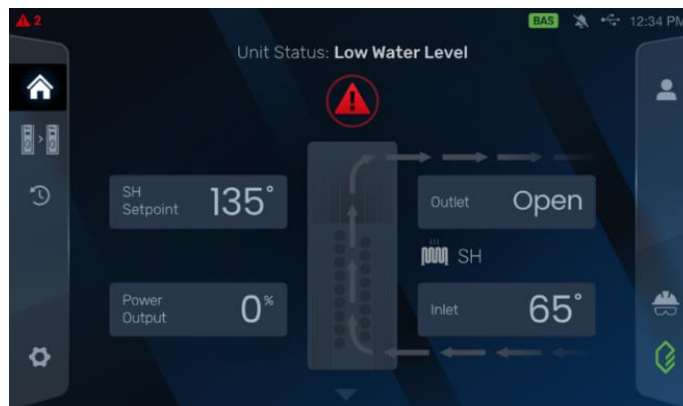 2
BAS
12:34 PM
Unit Status: Low Water Level
SH
Setpoint
135°
Outlet
Open
SH
Power
Output
0%
Inlet
65°